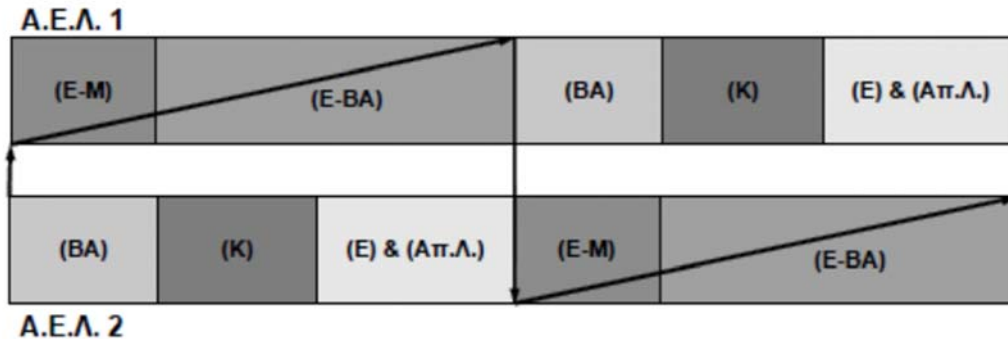 Α.Ε.Λ. 1
(Ε-Μ) (Ε-ΒΑ) (ΒΑ) (Κ) (Ε) & (Απ.Λ.)
(ΒΑ) (Κ) (Ε) & (Απ.Λ.) (Ε-Μ) (Ε-ΒΑ)
Α.Ε.Λ. 2